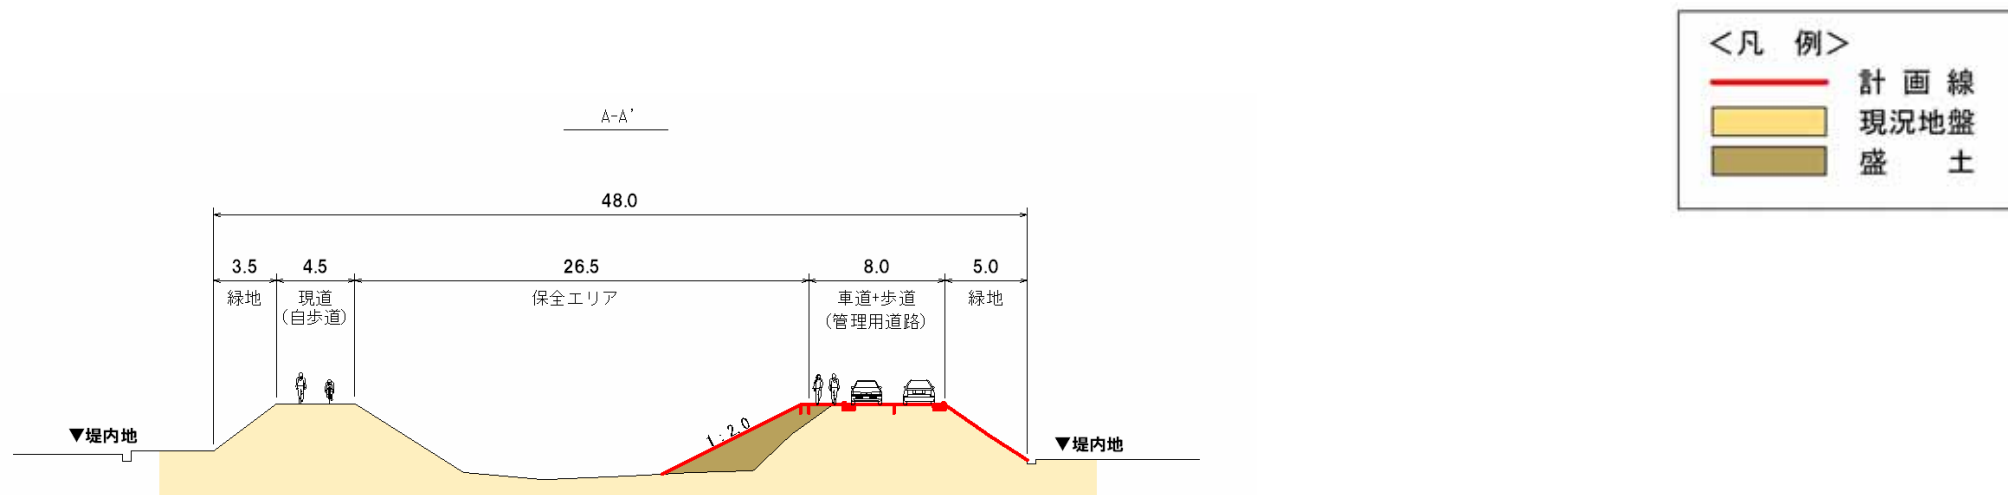 <凡 例>
計画線
現況地盤
盛 土
A-A'
48.0
3.5 4.5 26.5 8.0 5.0
緑地 現道 保全エリア 車道+歩道 緑地
(自歩道) (管理用道路)
1:2.0
▼堤内地
▼堤内地